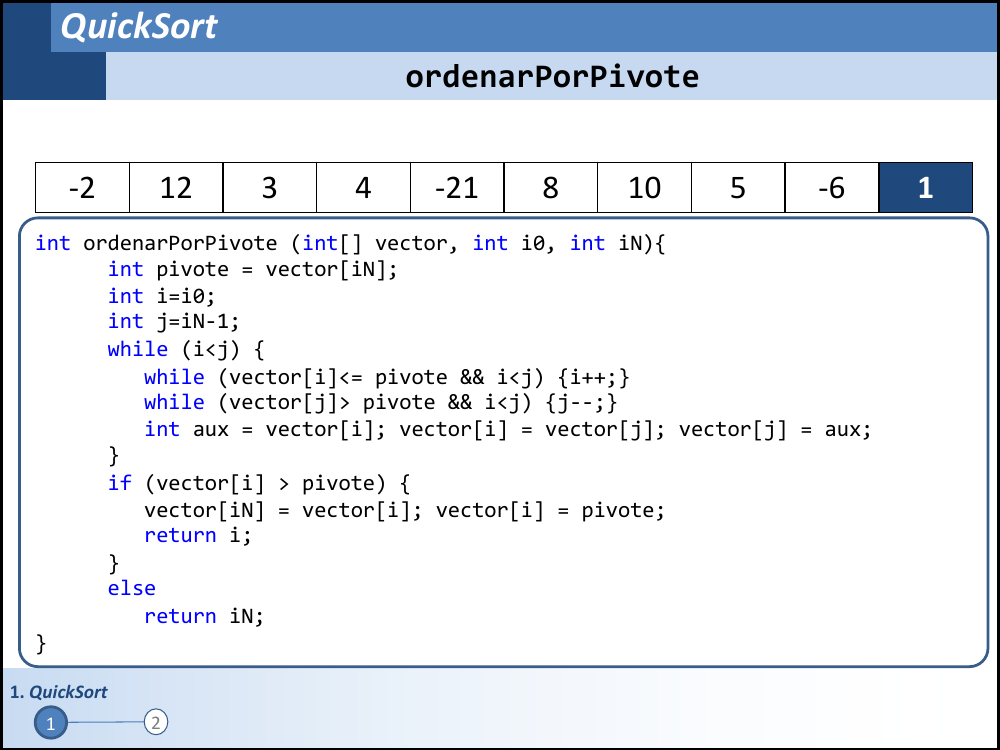 QuickSort
ordenarPorPivote
-2 12 3 4 -21 8 10 5 -6 1
int ordenarPorPivote (int[] vector, int i0, int iN){
int pivote = vector[iN];
int i=i0;
int j=iN-1;
while (i<j) {
while (vector[i]<= pivote && i<j) {i++;}
while (vector[j]> pivote && i<j) {j--;}
int aux = vector[i]; vector[i] = vector[j]; vector[j] = aux;
}
if (vector[i] > pivote) {
vector[iN] = vector[i]; vector[i] = pivote;
return i;
}
else
return iN;
}
1. QuickSort
1 2